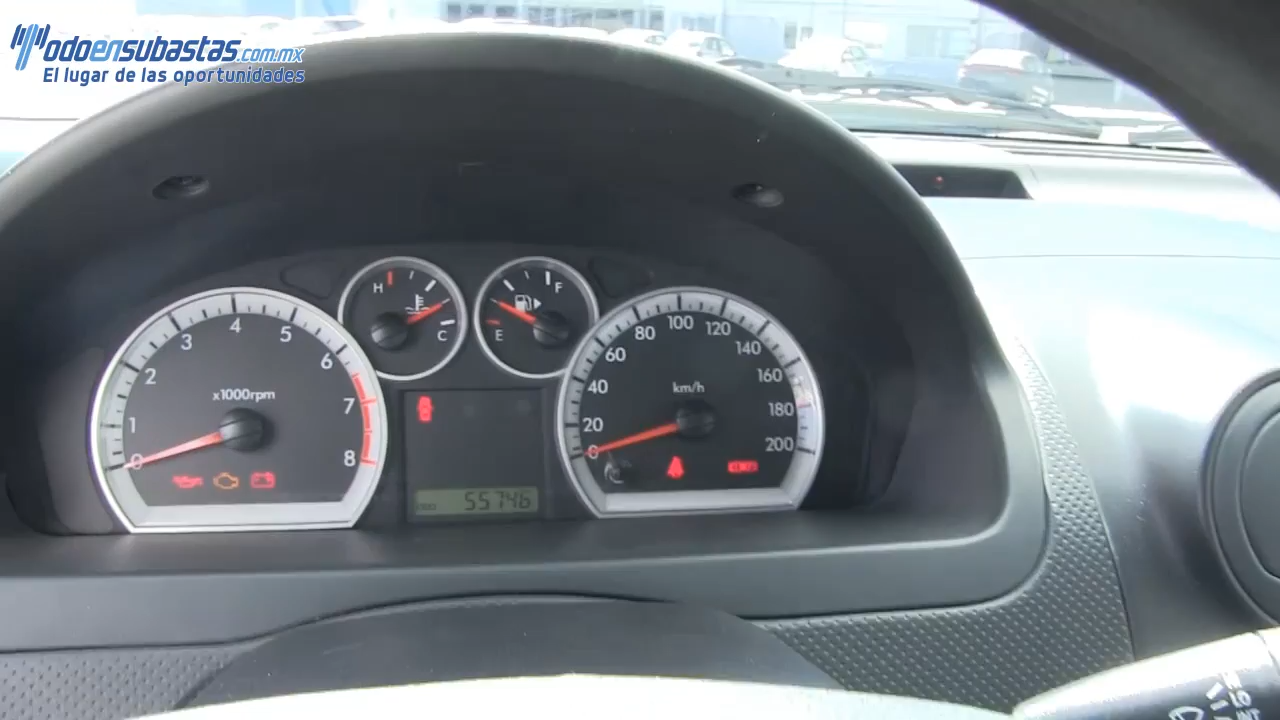 Todoensubastas.com.mx
El lugar de las oportunidades
H
C
E
F
0
1
2
3
4
5
6
7
8
x1000rpm
0
20
40
60
80
100
120
140
160
180
200
km/h
55746